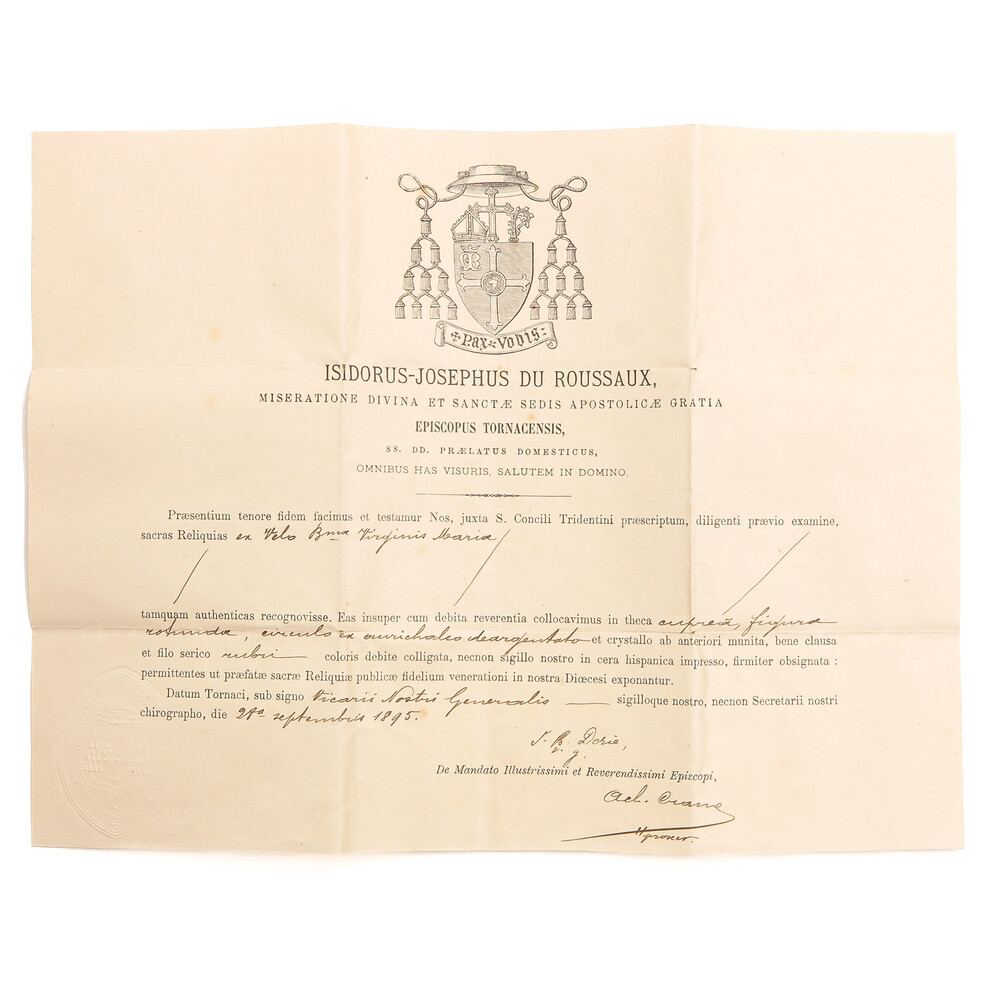 ✠ Pax ✠ Vobis :
ISIDORUS-JOSEPHUS DU ROUSSAUX,
MISERATIONE DIVINA ET SANCTÆ SEDIS APOSTOLICÆ GRATIA
EPISCOPUS TORNACENSIS,
SS. DD. PRÆLATUS DOMESTICUS,
OMNIBUS HAS VISURIS, SALUTEM IN DOMINO.
Præsentium tenore fidem facimus et testamur Nos, juxta S. Concili Tridentini præscriptum, diligenti prævio examine,
sacras Reliquias ex Velo Bmæ Virginis Mariæ
tamquam authenticas recognovisse. Eas insuper cum debita reverentia collocavimus in theca cupreâ, figura
rotundâ, circulo ex aurichalco deargentato et crystallo ab anteriori munita, bene clausa
et filo serico rubri coloris debite colligata, necnon sigillo nostro in cera hispanica impresso, firmiter obsignata :
permittentes ut præfatæ sacræ Reliquiæ publicæ fidelium venerationi in nostra Diœcesi exponantur.
Datum Tornaci, sub signo Vicarii Nostri Generalis sigilloque nostro, necnon Secretarii nostri
chirographo, die 28a septembris 1895.
De Mandato Illustrissimi et Reverendissimi Episcopi,